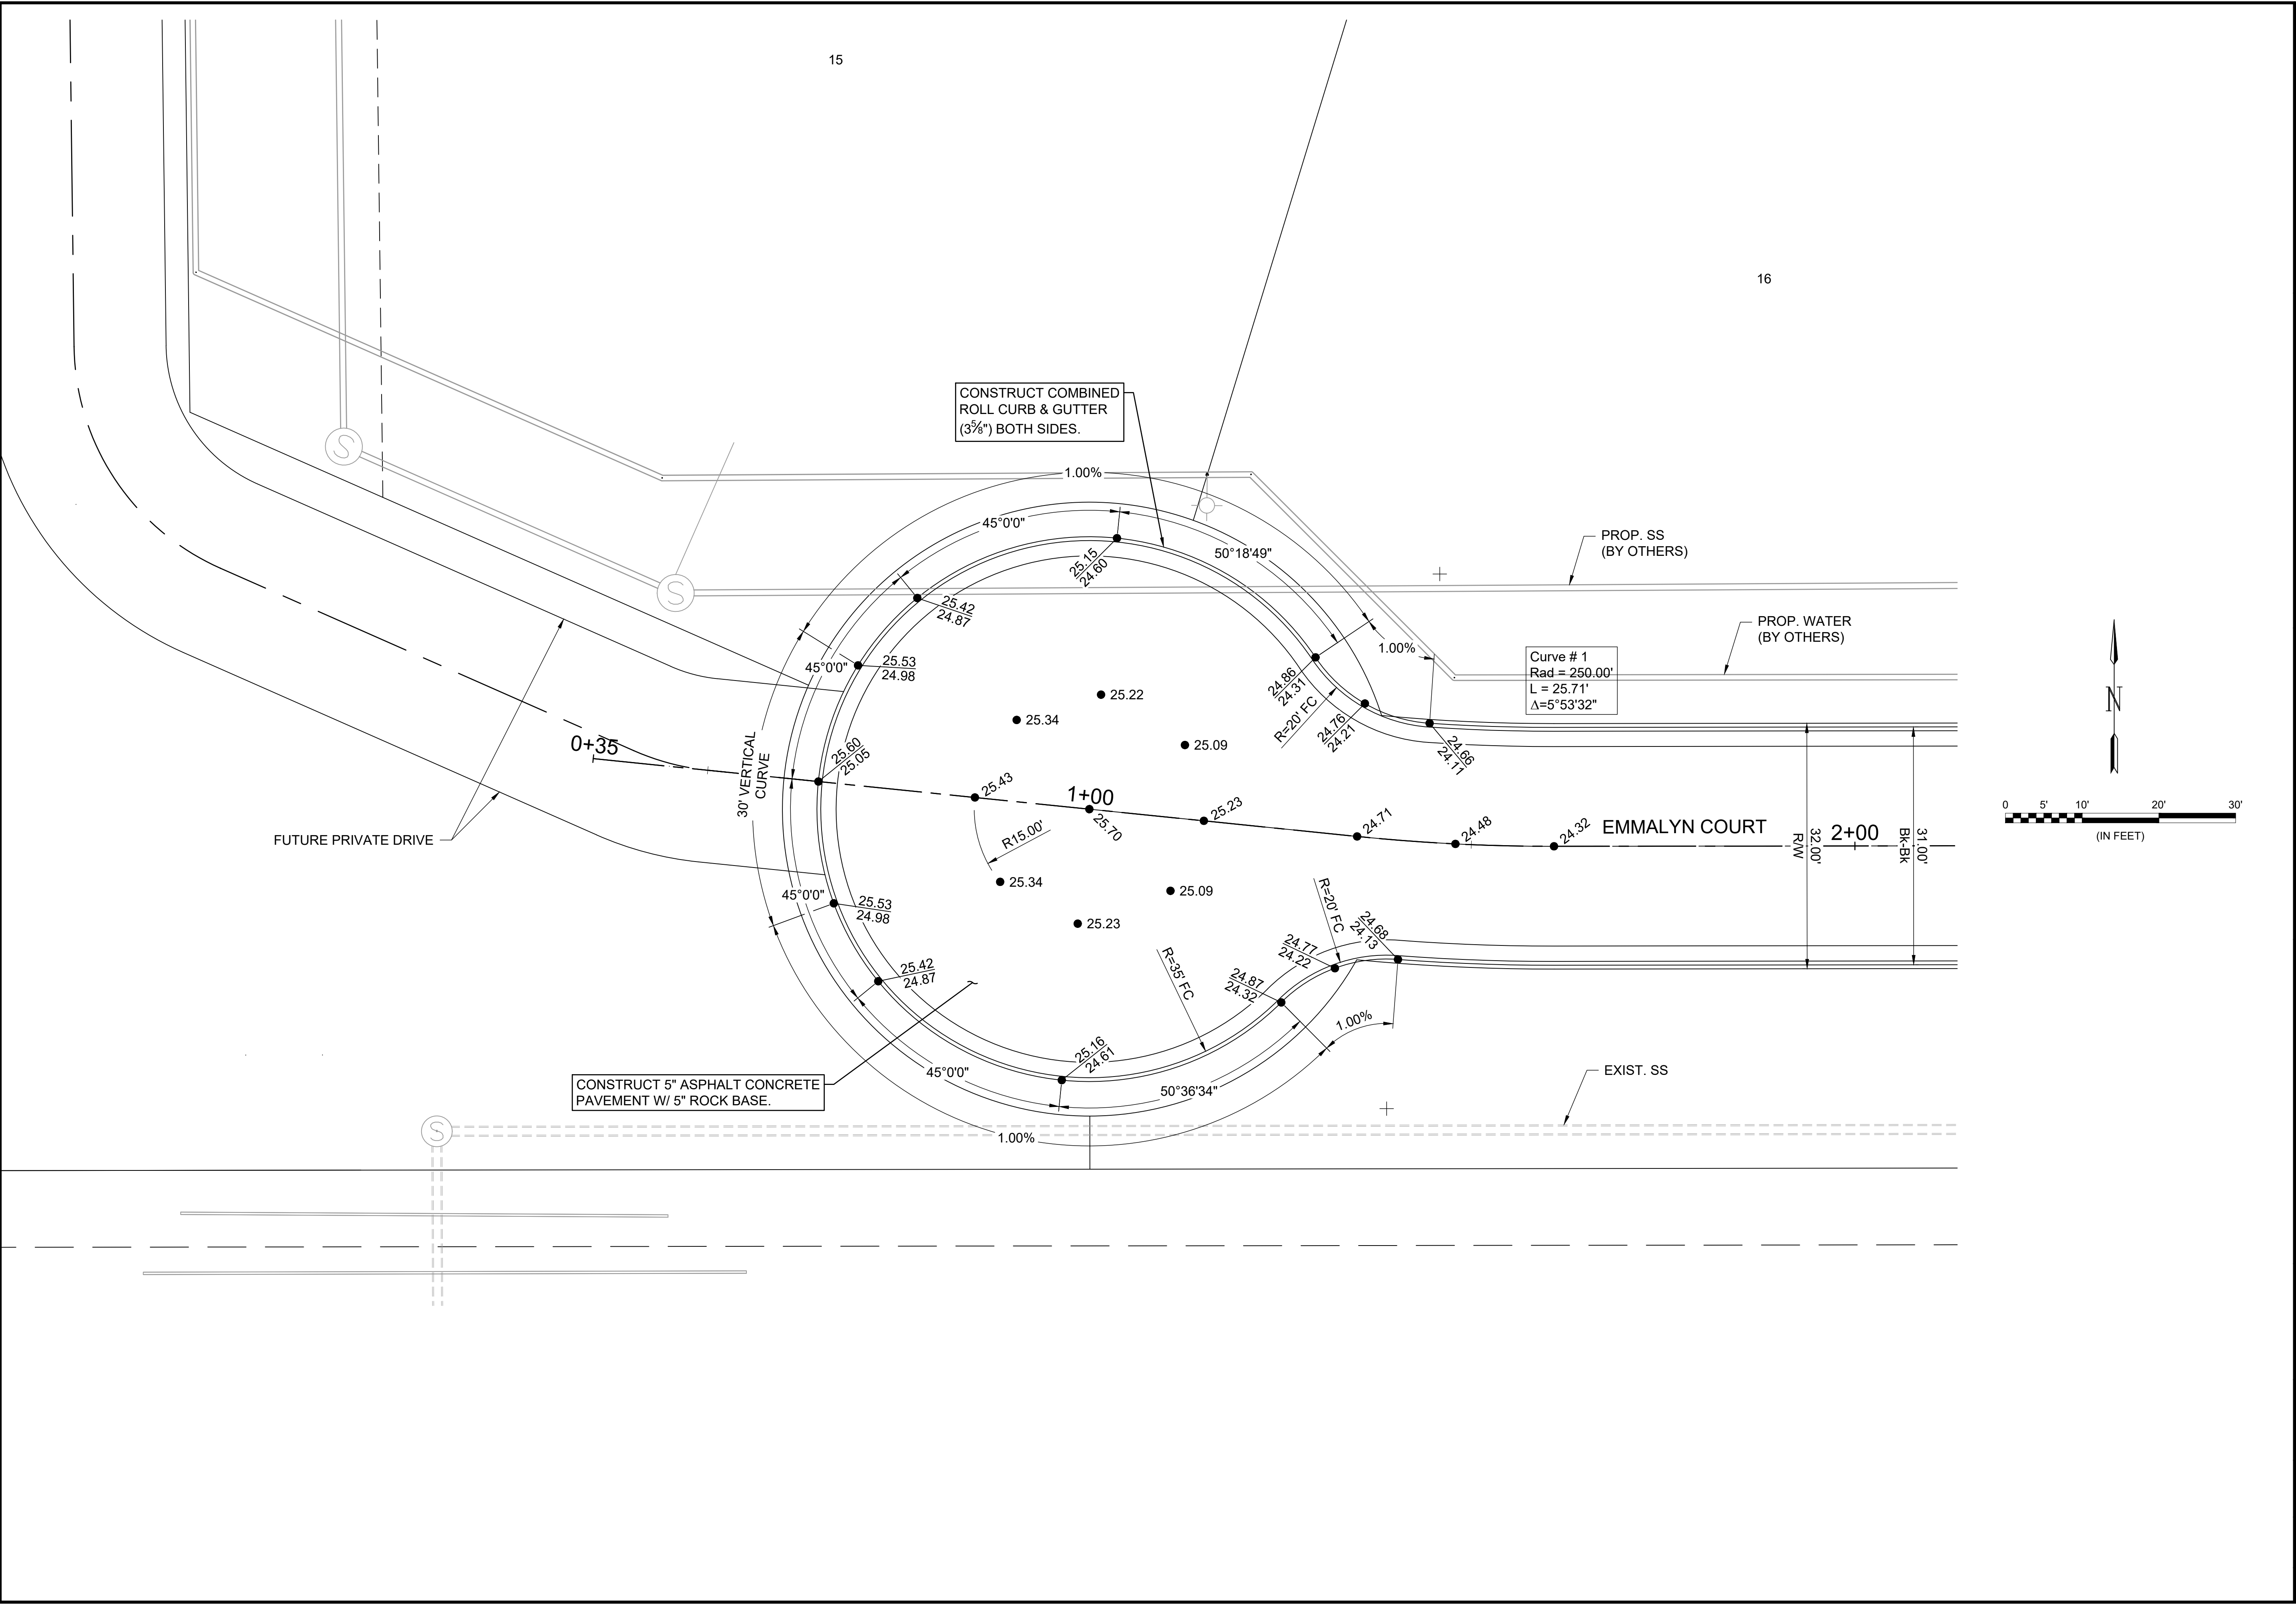 15
16
CONSTRUCT COMBINED
ROLL CURB & GUTTER
(3⅝") BOTH SIDES.
1.00%
45°0'0"
50°18'49"
25.15
24.60
25.42
24.87
45°0'0"
25.53
24.98
PROP. SS
(BY OTHERS)
PROP. WATER
(BY OTHERS)
1.00%
Curve # 1
Rad = 250.00'
L = 25.71'
Δ=5°53'32"
24.86
24.31
R=20' FC
24.76
24.21
24.66
24.11
25.22
25.34
25.09
N
0+35
30' VERTICAL
CURVE
25.60
25.05
25.43
1+00
25.70
25.23
24.71
24.48
24.32
EMMALYN COURT
32.00'
R/W
2+00
31.00'
Bk-Bk
0 5' 10' 20' 30'
(IN FEET)
FUTURE PRIVATE DRIVE
R15.00'
25.34
25.09
25.23
45°0'0"
25.53
24.98
R=20' FC
24.68
24.13
24.77
24.22
24.87
24.32
R=35' FC
25.42
24.87
1.00%
25.16
24.61
45°0'0"
50°36'34"
CONSTRUCT 5" ASPHALT CONCRETE
PAVEMENT W/ 5" ROCK BASE.
EXIST. SS
1.00%
S
S
S